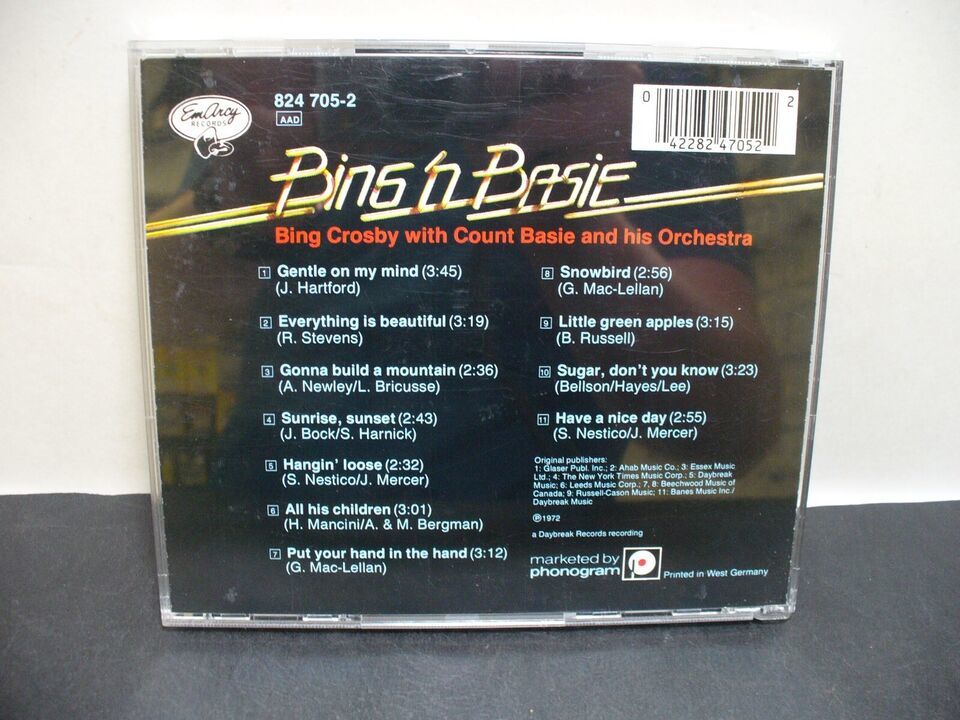 EmArcy
RECORDS
824 705-2
AAD
0 42282 47052 2
BING 'N BASIE
Bing Crosby with Count Basie and his Orchestra
1 Gentle on my mind (3:45)
(J. Hartford)
2 Everything is beautiful (3:19)
(R. Stevens)
3 Gonna build a mountain (2:36)
(A. Newley/L. Bricusse)
4 Sunrise, sunset (2:43)
(J. Bock/S. Harnick)
5 Hangin' loose (2:32)
(S. Nestico/J. Mercer)
6 All his children (3:01)
(H. Mancini/A. & M. Bergman)
7 Put your hand in the hand (3:12)
(G. Mac-Lellan)
8 Snowbird (2:56)
(G. Mac-Lellan)
9 Little green apples (3:15)
(B. Russell)
10 Sugar, don't you know (3:23)
(Bellson/Hayes/Lee)
11 Have a nice day (2:55)
(S. Nestico/J. Mercer)
Original publishers:
1: Glaser Publ. Inc.; 2: Ahab Music Co.; 3: Essex Music
Ltd.; 4: The New York Times Music Corp.; 5: Daybreak
Music; 6: Leeds Music Corp.; 7, 8: Beechwood Music of
Canada; 9: Russell-Cason Music; 11: Banes Music Inc./
Daybreak Music
℗1972
a Daybreak Records recording
marketed by
phonogram
Printed in West Germany